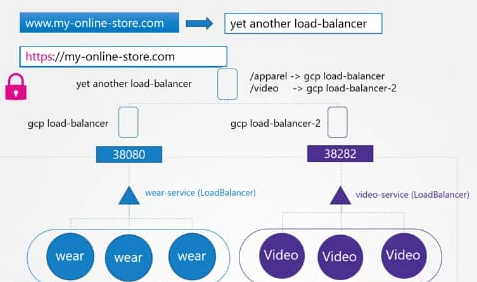 www.my-online-store.com
yet another load-balancer
https://my-online-store.com
yet another load-balancer
/apparel -> gcp load-balancer
/video -> gcp load-balancer-2
gcp load-balancer
gcp load-balancer-2
38080
38282
wear-service (LoadBalancer)
video-service (LoadBalancer)
wear
wear
wear
Video
Video
Video